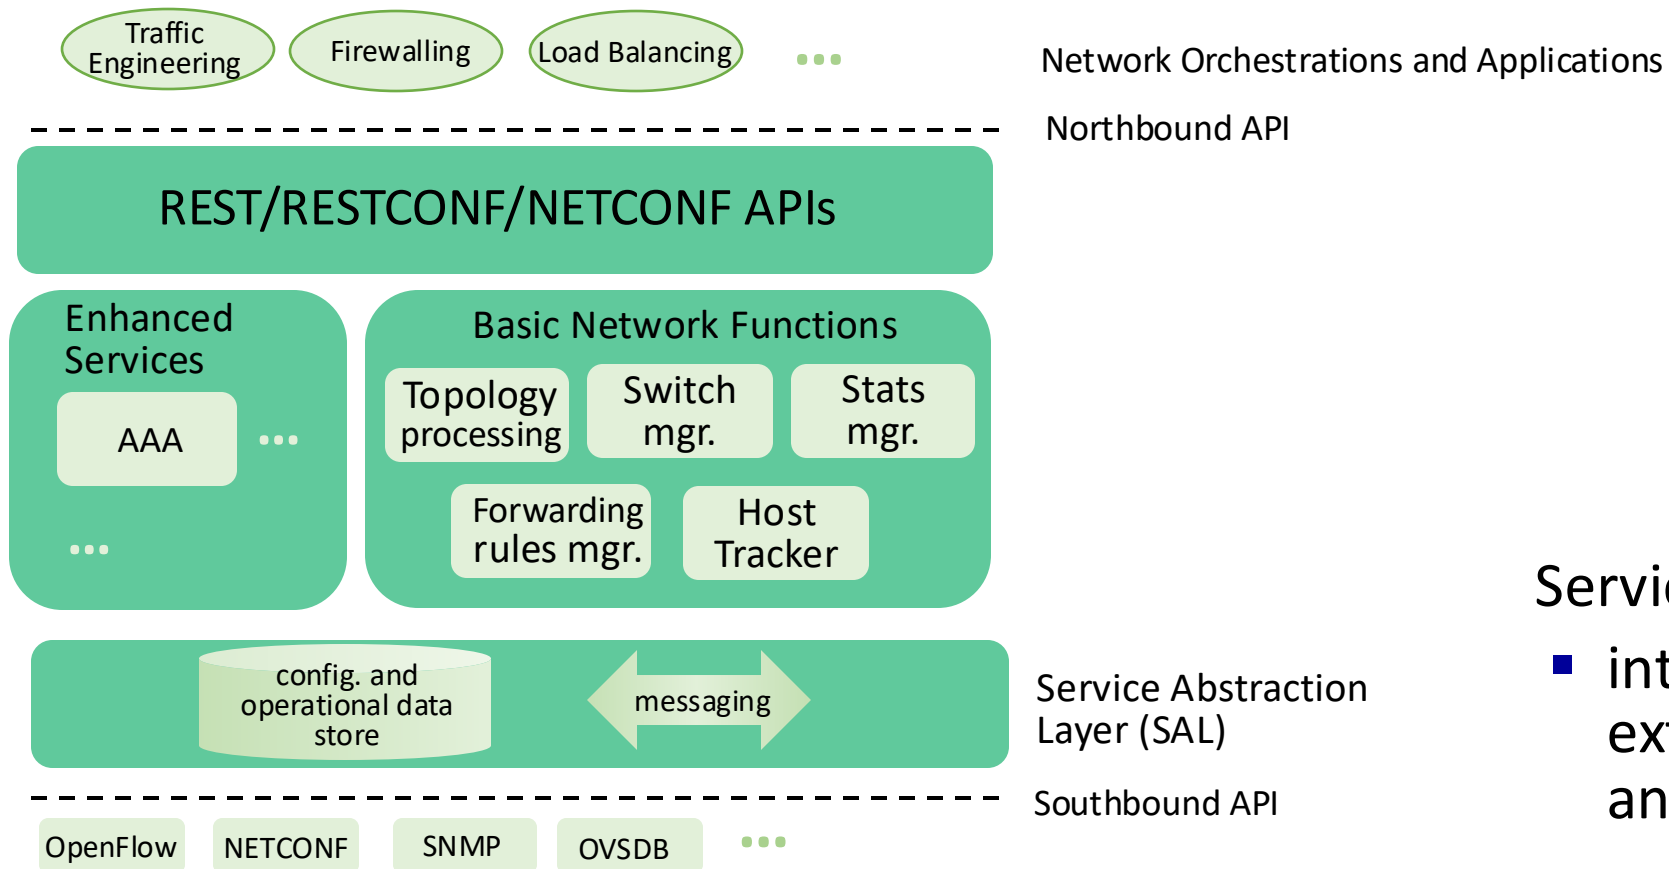 Traffic
Engineering
Firewalling
Load Balancing
...
Network Orchestrations and Applications
Northbound API
REST/RESTCONF/NETCONF APIs
Enhanced
Services
AAA
...
...
Basic Network Functions
Topology
processing
Switch
mgr.
Stats
mgr.
Forwarding
rules mgr.
Host
Tracker
config. and
operational data
store
messaging
Service Abstraction
Layer (SAL)
Southbound API
OpenFlow
NETCONF
SNMP
OVSDB
...